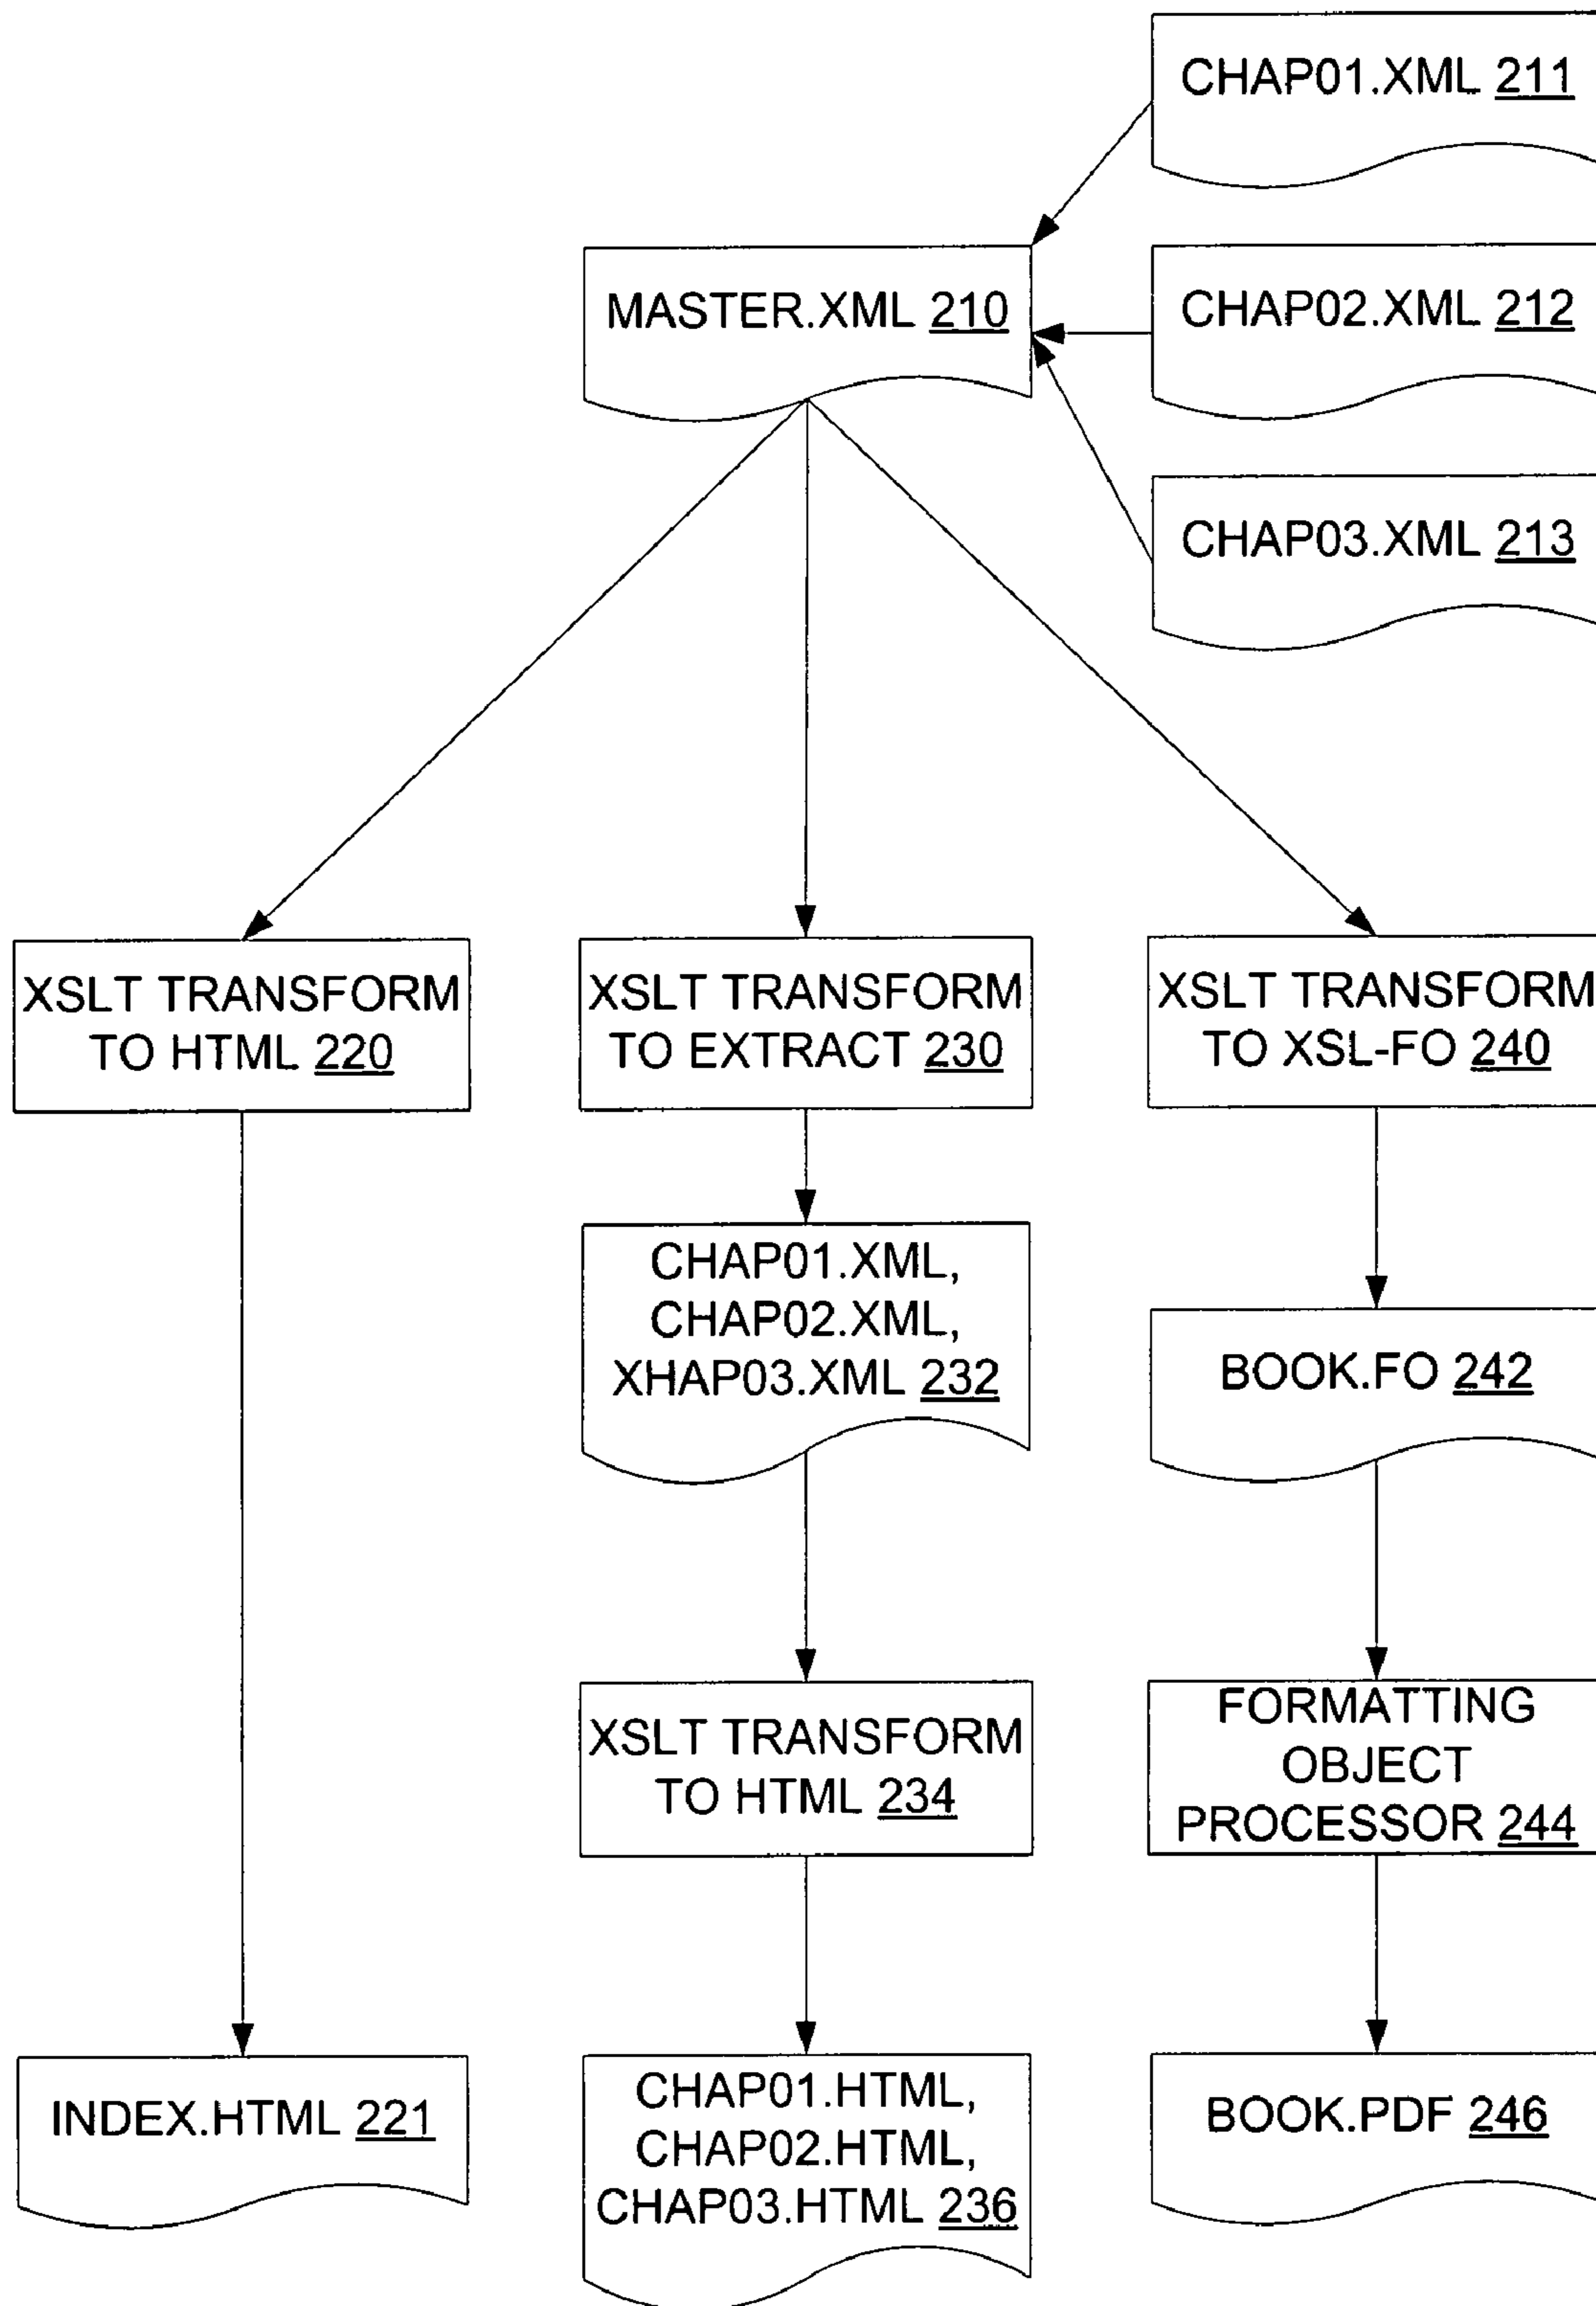 CHAP01.XML 211
MASTER.XML 210
CHAP02.XML 212
CHAP03.XML 213
XSLT TRANSFORM
TO HTML 220
XSLT TRANSFORM
TO EXTRACT 230
XSLT TRANSFORM
TO XSL-FO 240
CHAP01.XML,
CHAP02.XML,
XHAP03.XML 232
BOOK.FO 242
XSLT TRANSFORM
TO HTML 234
FORMATTING
OBJECT
PROCESSOR 244
INDEX.HTML 221
CHAP01.HTML,
CHAP02.HTML,
CHAP03.HTML 236
BOOK.PDF 246